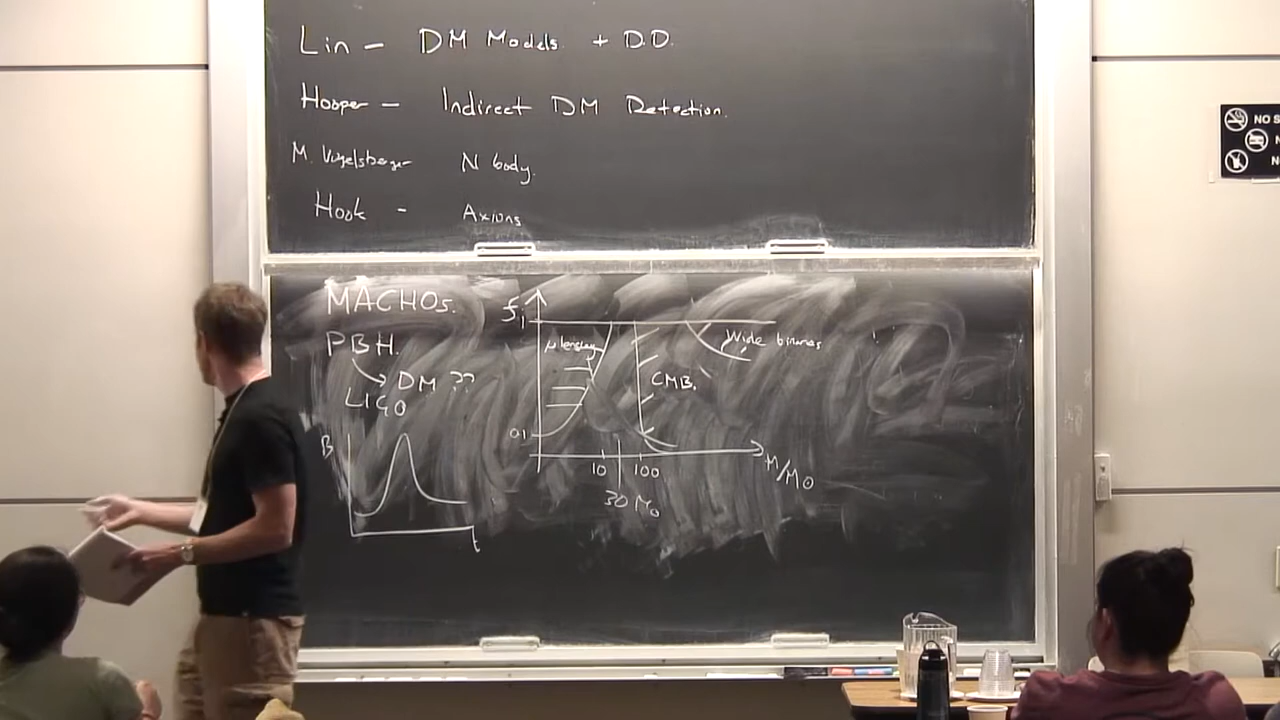 Lin - DM Models. + D.D.
Hooper - Indirect DM Detection.
M. Vogelsberger N body.
Hook - Axions
MACHOs.
PBH.
DM ??
LIGO
B
t
f
1
μlensing
Wide binaries
CMB.
0.1
10 100
M/M⊙
30 M⊙
NO S
N
N